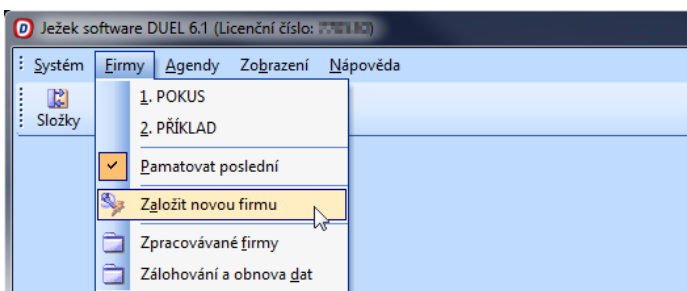 Ježek software DUEL 6.1 (Licenční číslo:
Systém Firmy Agendy Zobrazení Nápověda
Složky
1. POKUS
2. PŘÍKLAD
Pamatovat poslední
Založit novou firmu
Zpracovávané firmy
Zálohování a obnova dat